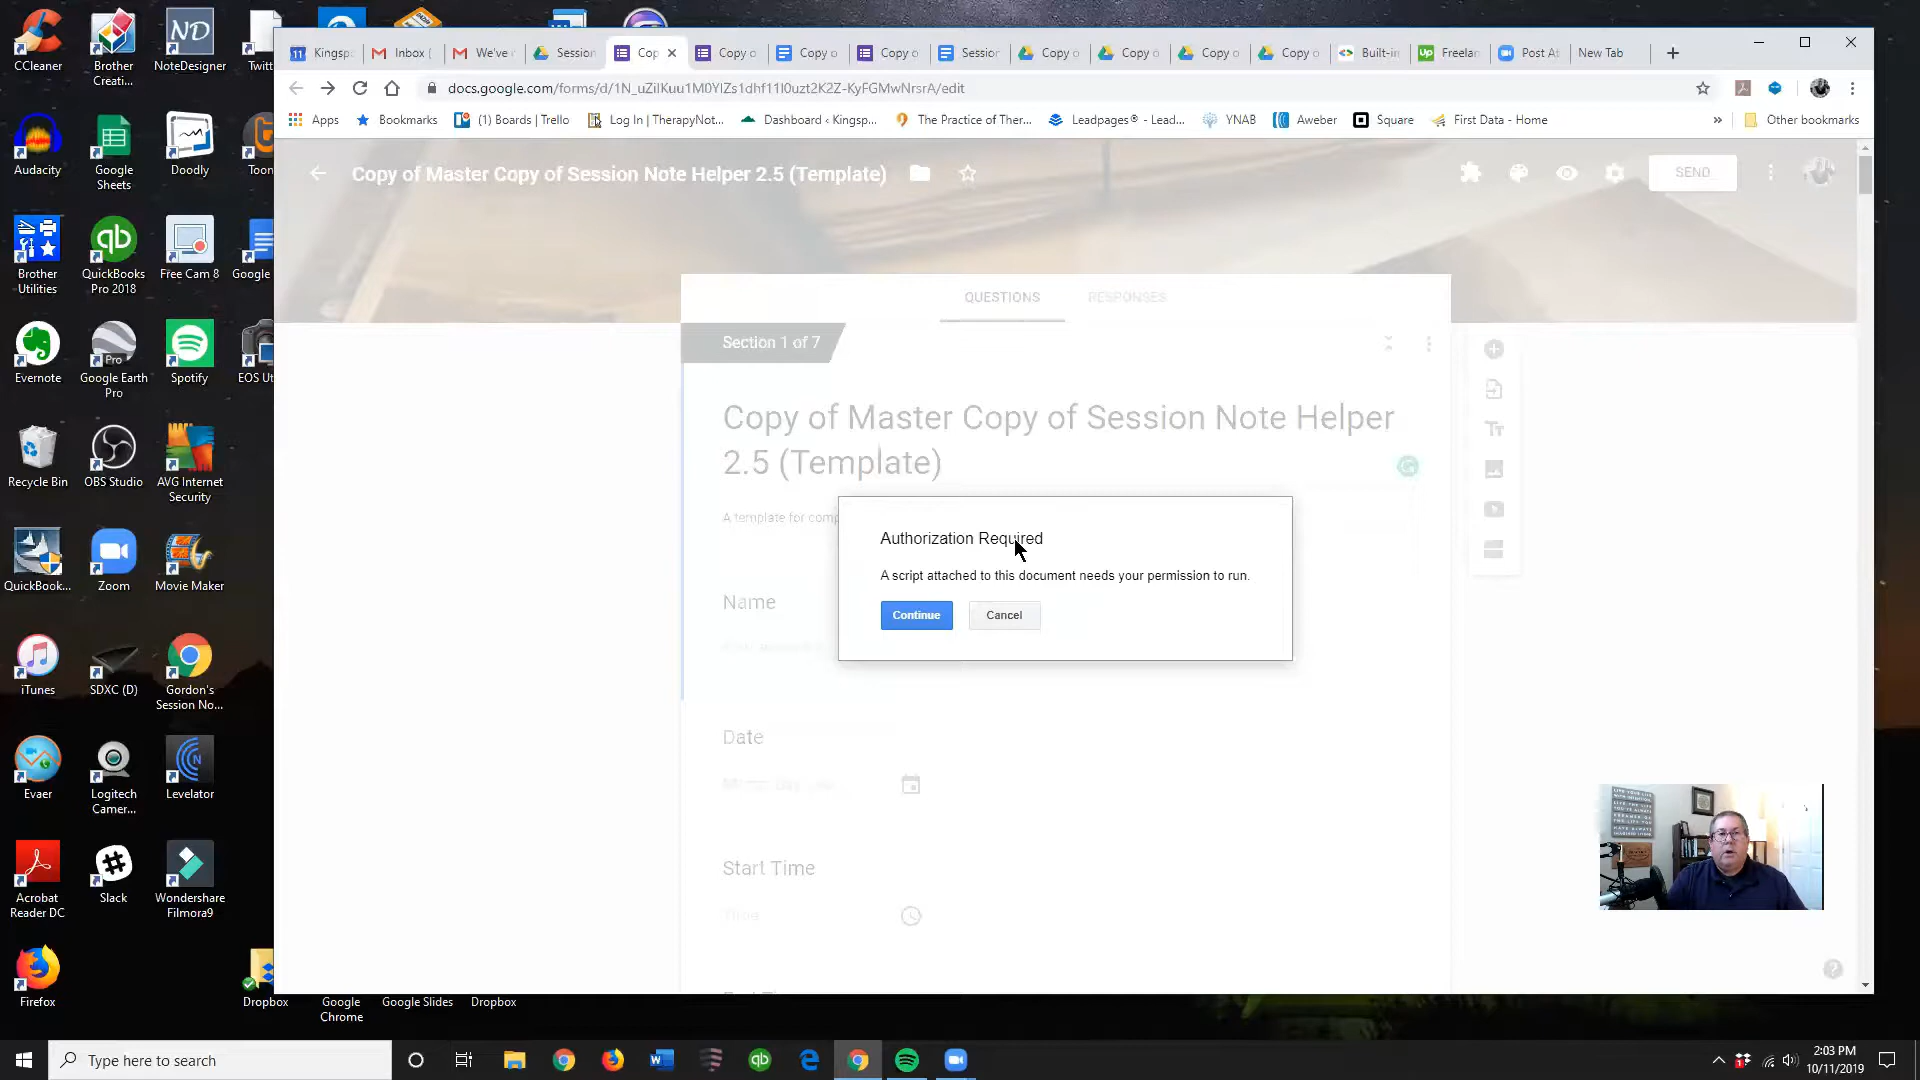 CCleaner
Brother
Creati...
NoteDesigner
Twitt
Kingspa
Inbox (
We've
Session
Cop
Copy o
Copy o
Copy o
Session
Copy o
Copy o
Copy o
Copy o
Built-in
Freelan
Post At
New Tab
docs.google.com/forms/d/1N_uZiIKuu1M0YIZs1dhf11I0uzt2K2Z-KyFGMwNrsrA/edit
Apps
Bookmarks
(1) Boards | Trello
Log In | TherapyNot...
Dashboard ‹ Kingsp...
The Practice of Ther...
Leadpages® - Lead...
YNAB
Aweber
Square
First Data - Home
»
Other bookmarks
Copy of Master Copy of Session Note Helper 2.5 (Template)
SEND
QUESTIONS
RESPONSES
Section 1 of 7
Copy of Master Copy of Session Note Helper
2.5 (Template)
A template for comp
Authorization Required
A script attached to this document needs your permission to run.
Continue
Cancel
Name
Date
Start Time
Time
Audacity
Google
Sheets
Doodly
Toon
Brother
Utilities
QuickBooks
Pro 2018
Free Cam 8
Google
Evernote
Google Earth
Pro
Spotify
EOS Ut
Recycle Bin
OBS Studio
AVG Internet
Security
QuickBook...
Zoom
Movie Maker
iTunes
SDXC (D)
Gordon's
Session No...
Evaer
Logitech
Camer...
Levelator
Acrobat
Reader DC
Slack
Wondershare
Filmora9
Firefox
Dropbox
Google
Chrome
Google Slides
Dropbox
Type here to search
2:03 PM
10/11/2019